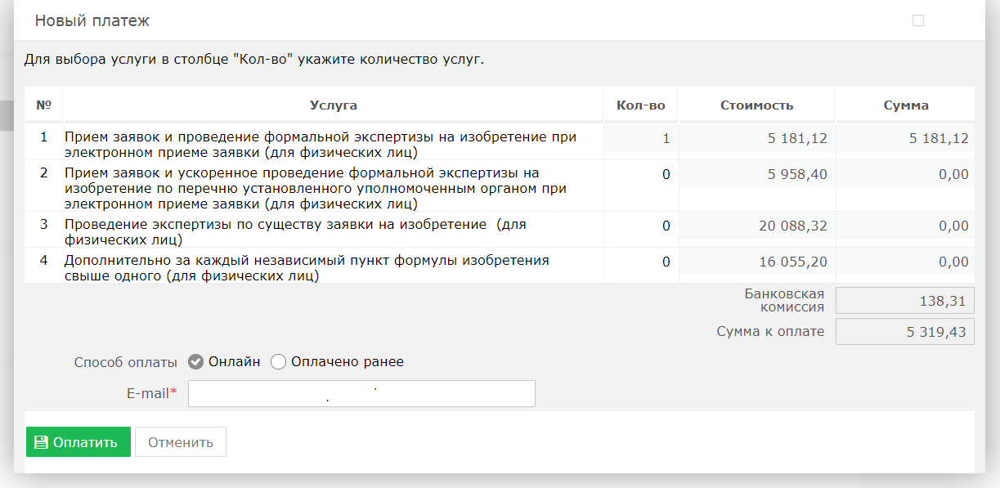 Новый платеж
Для выбора услуги в столбце "Кол-во" укажите количество услуг.
№ Услуга Кол-во Стоимость Сумма
1 Прием заявок и проведение формальной экспертизы на изобретение при 1 5 181,12 5 181,12
электронном приеме заявки (для физических лиц)
2 Прием заявок и ускоренное проведение формальной экспертизы на 0 5 958,40 0,00
изобретение по перечню установленного уполномоченным органом при
электронном приеме заявки (для физических лиц)
3 Проведение экспертизы по существу заявки на изобретение (для 0 20 088,32 0,00
физических лиц)
4 Дополнительно за каждый независимый пункт формулы изобретения 0 16 055,20 0,00
свыше одного (для физических лиц)
Банковская
комиссия 138,31
Сумма к оплате 5 319,43
Способ оплаты Онлайн Оплачено ранее
E-mail*
Оплатить Отменить